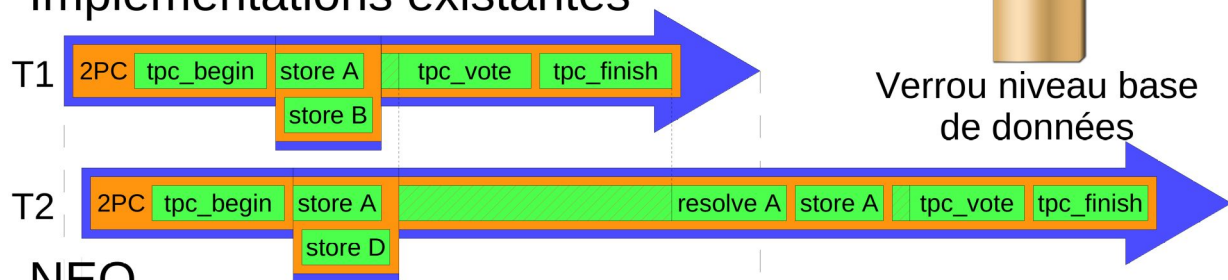 Implémentations existantes
T1 2PC tpc_begin store A tpc_vote tpc_finish
store B
Verrou niveau base
de données
T2 2PC tpc_begin store A resolve A store A tpc_vote tpc_finish
store D
NEO